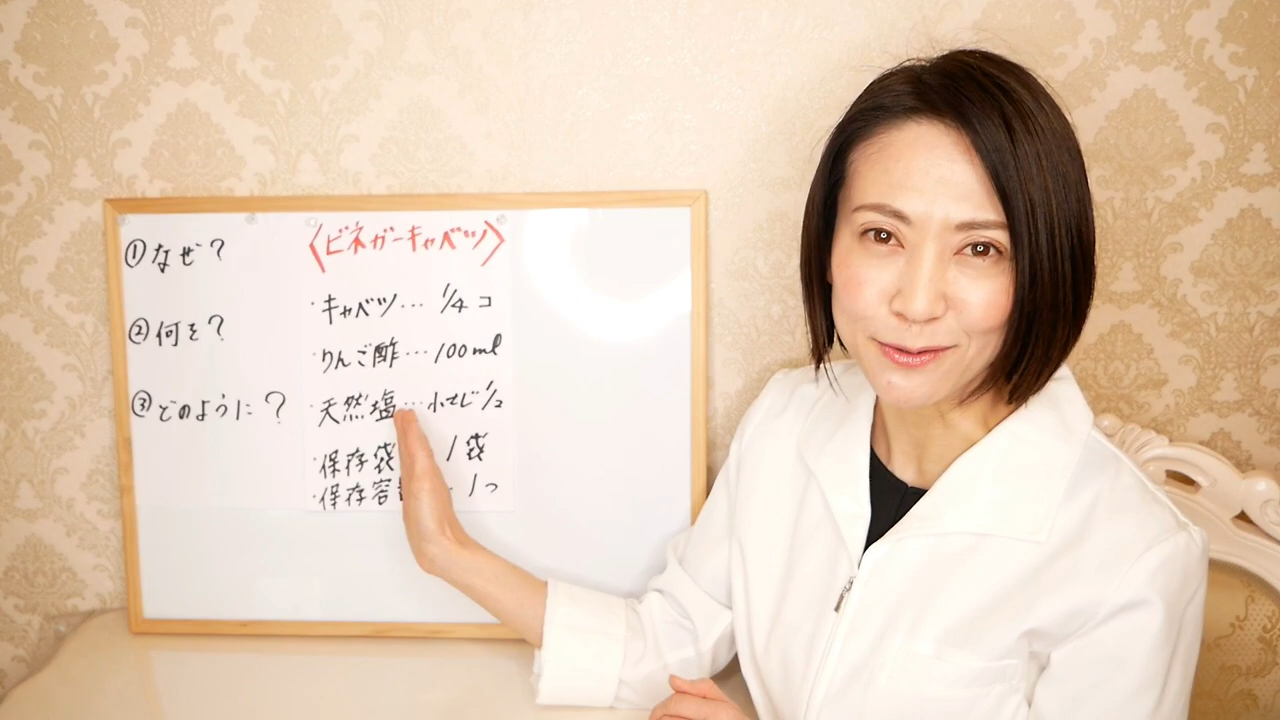 ①なぜ?
②何を?
③どのように?
〈ビネガーキャベツ〉
・キャベツ… 1/4 コ
・りんご酢…100ml
・天然塩…小さじ1/2
・保存袋 1袋
・保存容 … 1つ